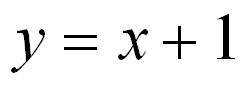 y = x + 1